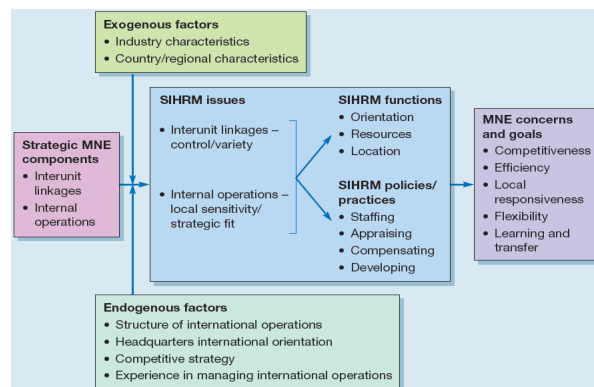 Exogenous factors
• Industry characteristics
• Country/regional characteristics
Strategic MNE
components
• Interunit
linkages
• Internal
operations
SIHRM issues
• Interunit linkages –
control/variety
• Internal operations –
local sensitivity/
strategic fit
SIHRM functions
• Orientation
• Resources
• Location
SIHRM policies/
practices
• Staffing
• Appraising
• Compensating
• Developing
MNE concerns
and goals
• Competitiveness
• Efficiency
• Local
responsiveness
• Flexibility
• Learning and
transfer
Endogenous factors
• Structure of international operations
• Headquarters international orientation
• Competitive strategy
• Experience in managing international operations